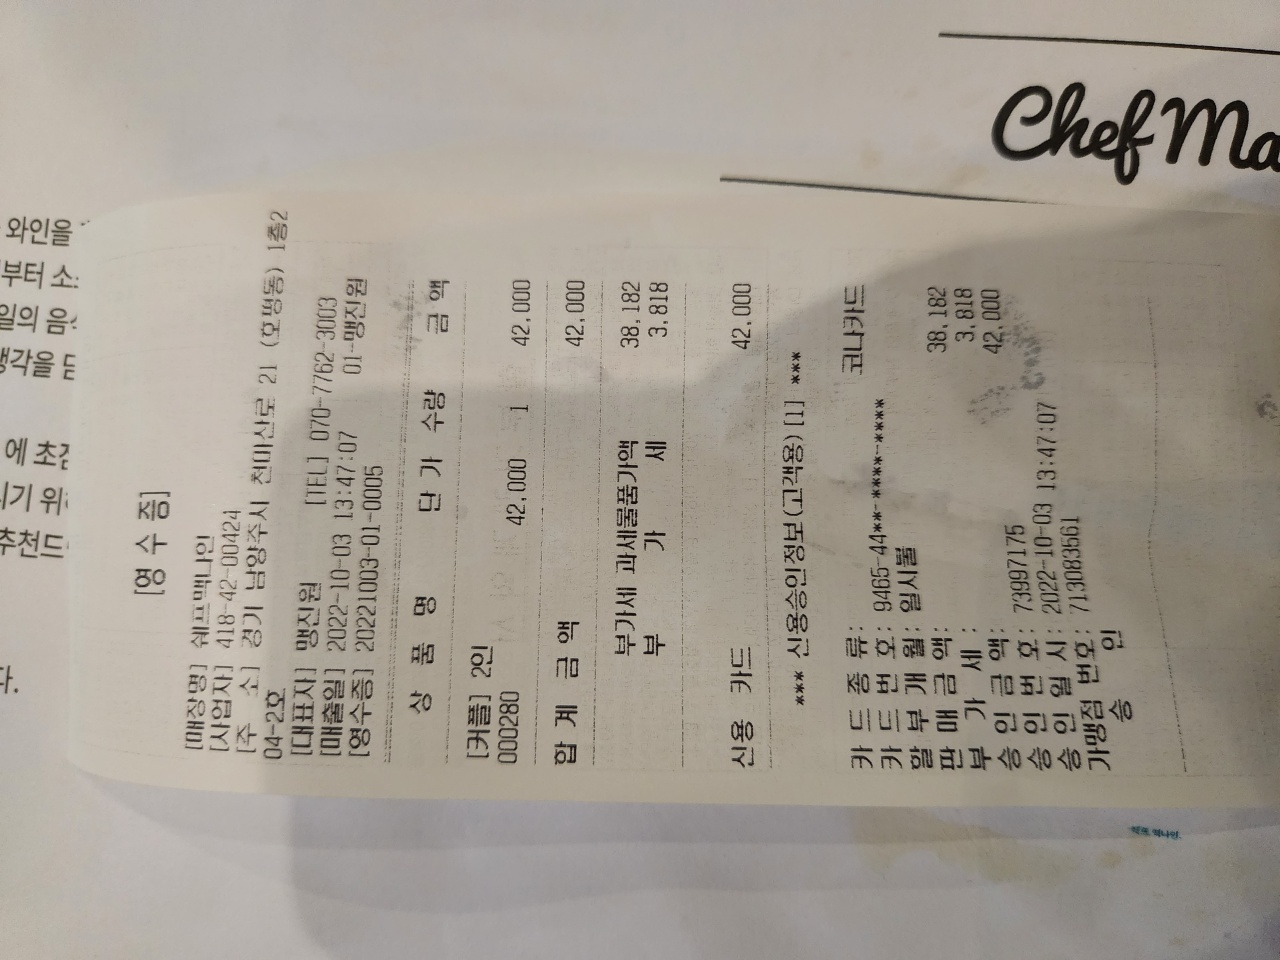 Chef Ma
와인을
부터 소
일의 음식
생각을 담
에 초점
기 위
추천드
다.
[영 수 증]
[매장명] 쉐프맥나인
[사업자] 418-42-00424
[주 소] 경기 남양주시 천마산로 21 (호평동) 1층2
04-2호
[대표자] 맹진원 [TEL] 070-7762-3003
[매출일] 2022-10-03 13:47:07 01-맹진원
[영수증] 20221003-01-0005
상 품 명 단 가 수량 금 액
[커플] 2인
000280 42,000 1 42,000
합 계 금 액 42,000
부가세 과세물품가액 38,182
부 가 세 3,818
신용 카드 42,000
*** 신용승인정보(고객용) [1] ***
카 드 종 류: 코나카드
카 드 번 호: 9465-44**-****-****
할 부 개 월: 일시불
판 매 금 액: 38,182
부 가 세 : 3,818
승 인 금 액: 42,000
승 인 번 호: 73997175
승 인 일 시: 2022-10-03 13:47:07
가맹점 번호: 713083561
승 인